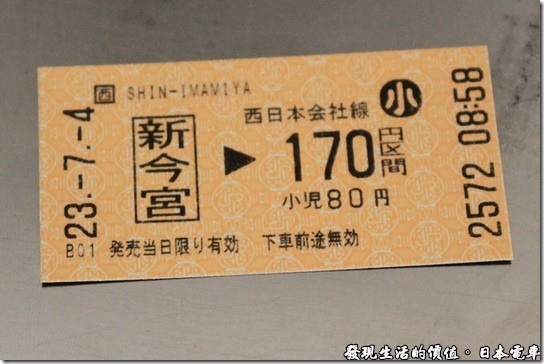 西 SHIN-IMAMIYA
西日本会社線 小
新今宮 ▶ 170円区間
小児80円
B01 発売当日限り有効 下車前途無効
23.-7.-4
2572 08:58
發現生活的價值。日本電車